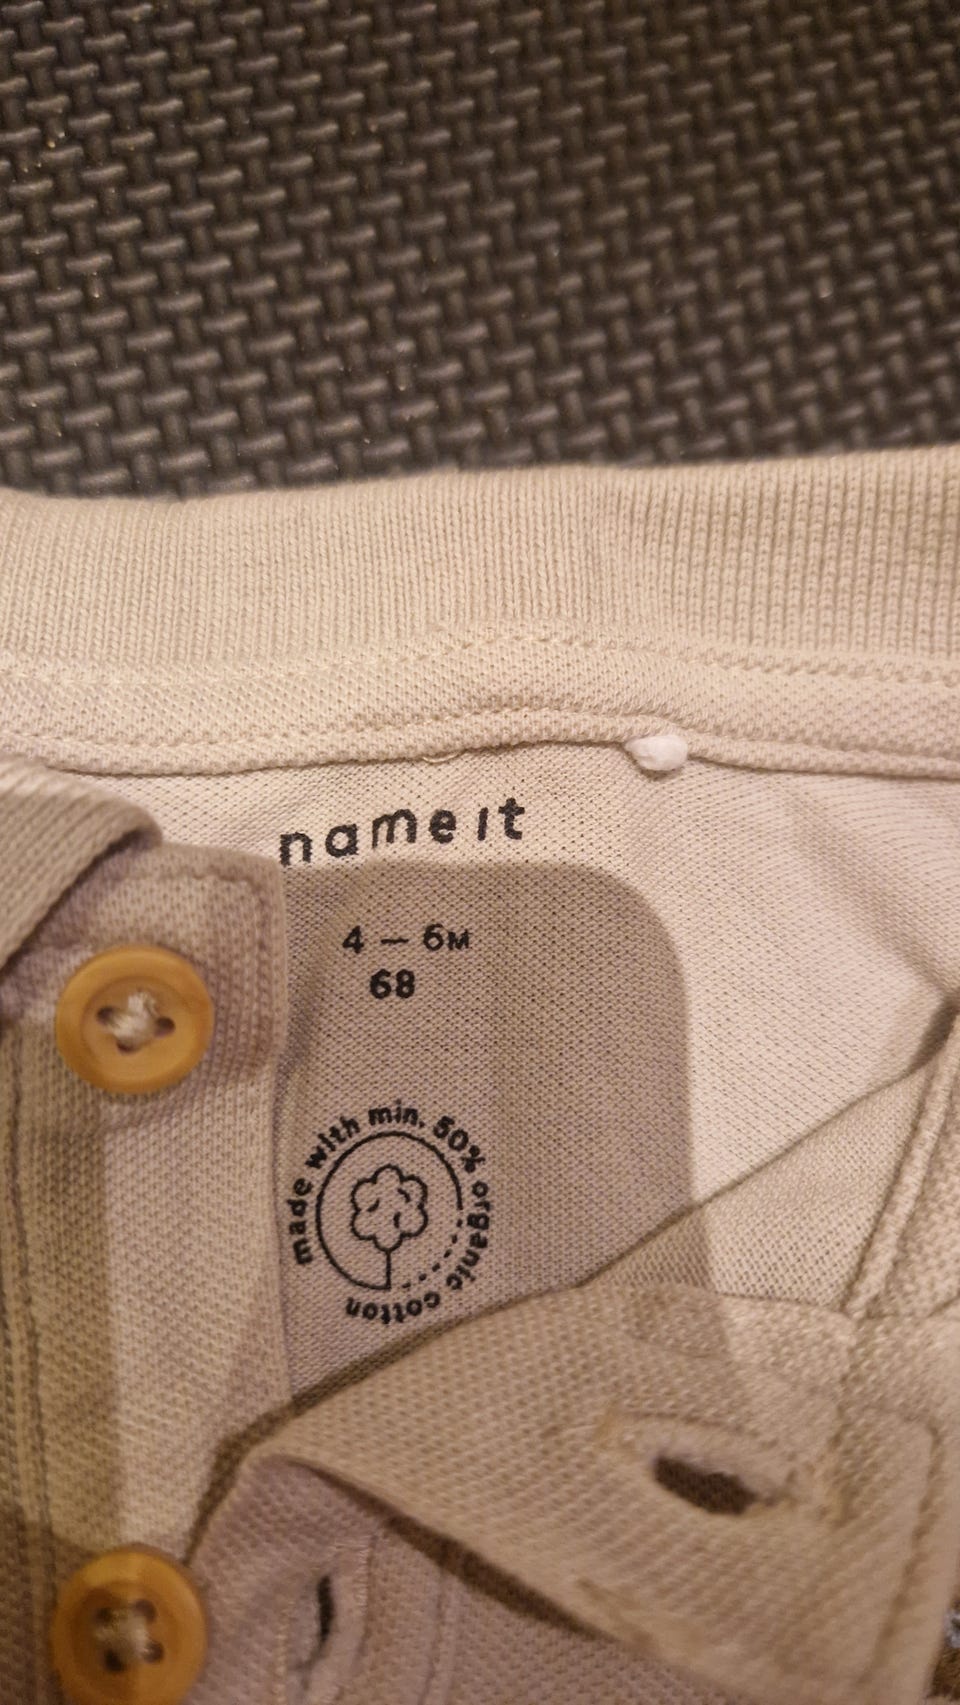 name it
4 — 6M
68
made with min. 50% organic cotton